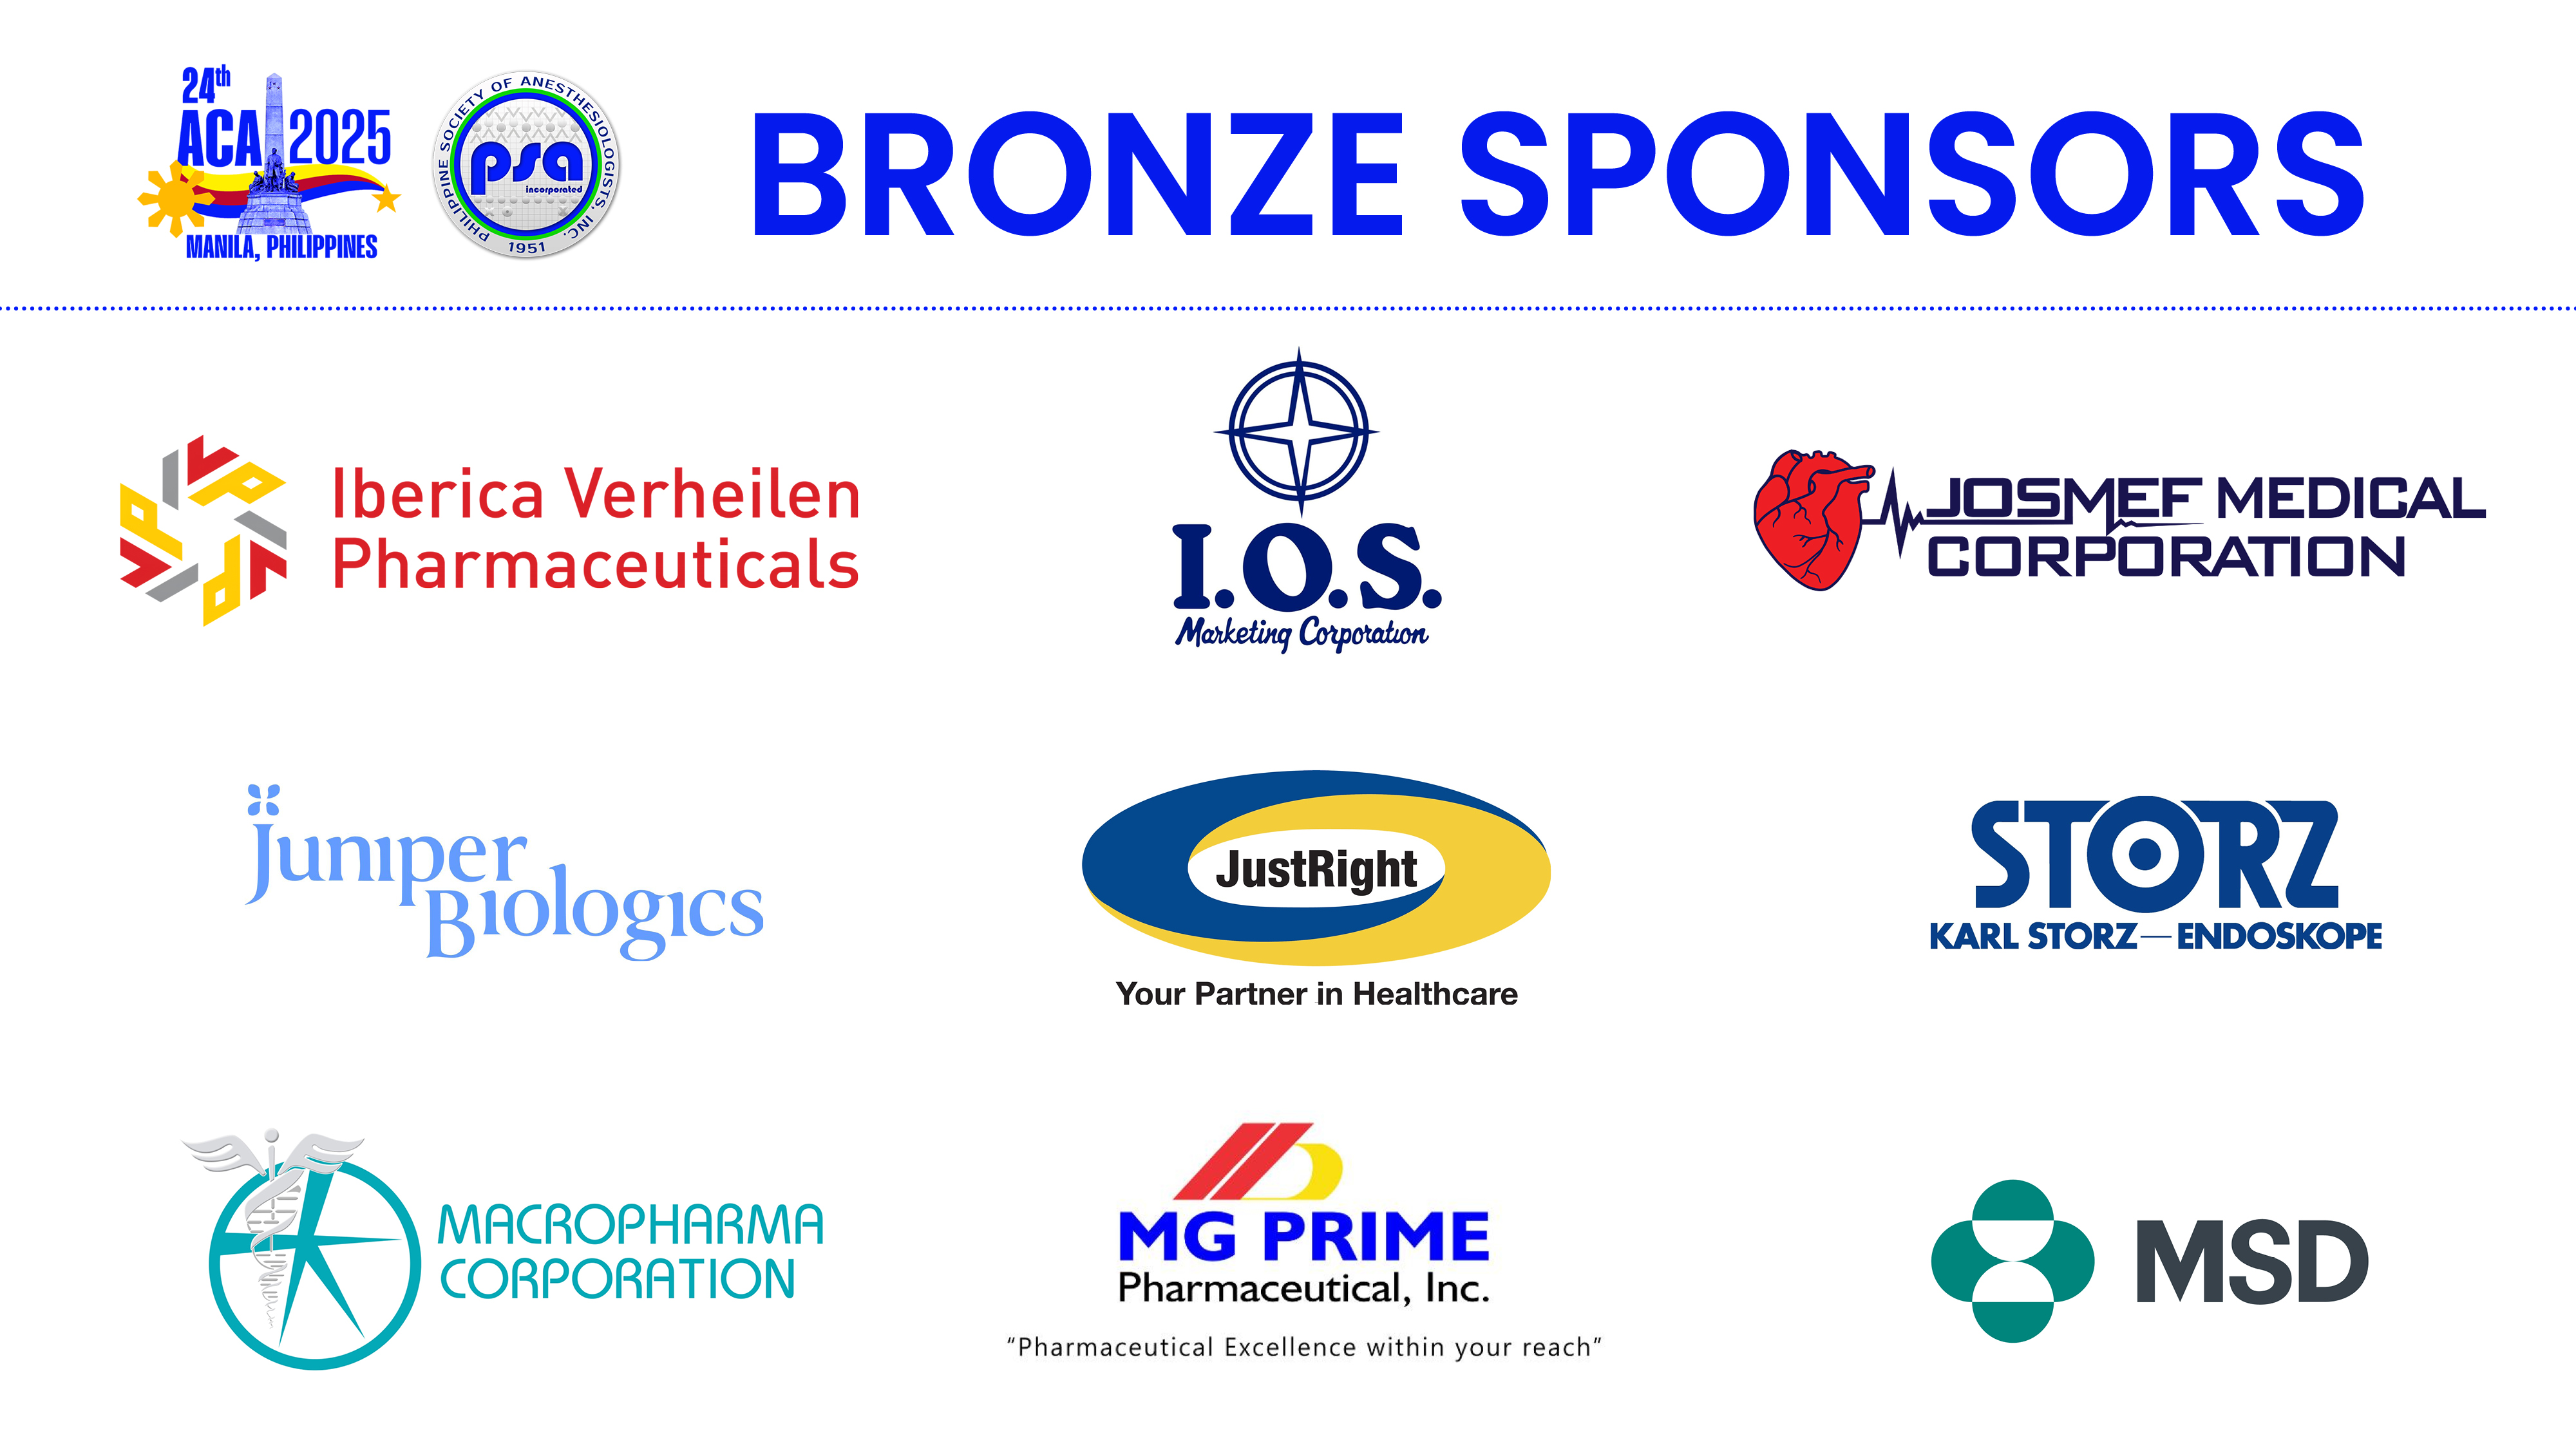 24th
ACA 2025
MANILA, PHILIPPINES
PHILIPPINE SOCIETY OF ANESTHESIOLOGISTS, INC.
psa
incorporated
1951
BRONZE SPONSORS
Iberica Verheilen
Pharmaceuticals
I.O.S.
Marketing Corporation
JOSMEF MEDICAL
CORPORATION
Juniper
Biologics
JustRight
Your Partner in Healthcare
STORZ
KARL STORZ—ENDOSKOPE
MACROPHARMA
CORPORATION
MG PRIME
Pharmaceutical, Inc.
“Pharmaceutical Excellence within your reach”
MSD